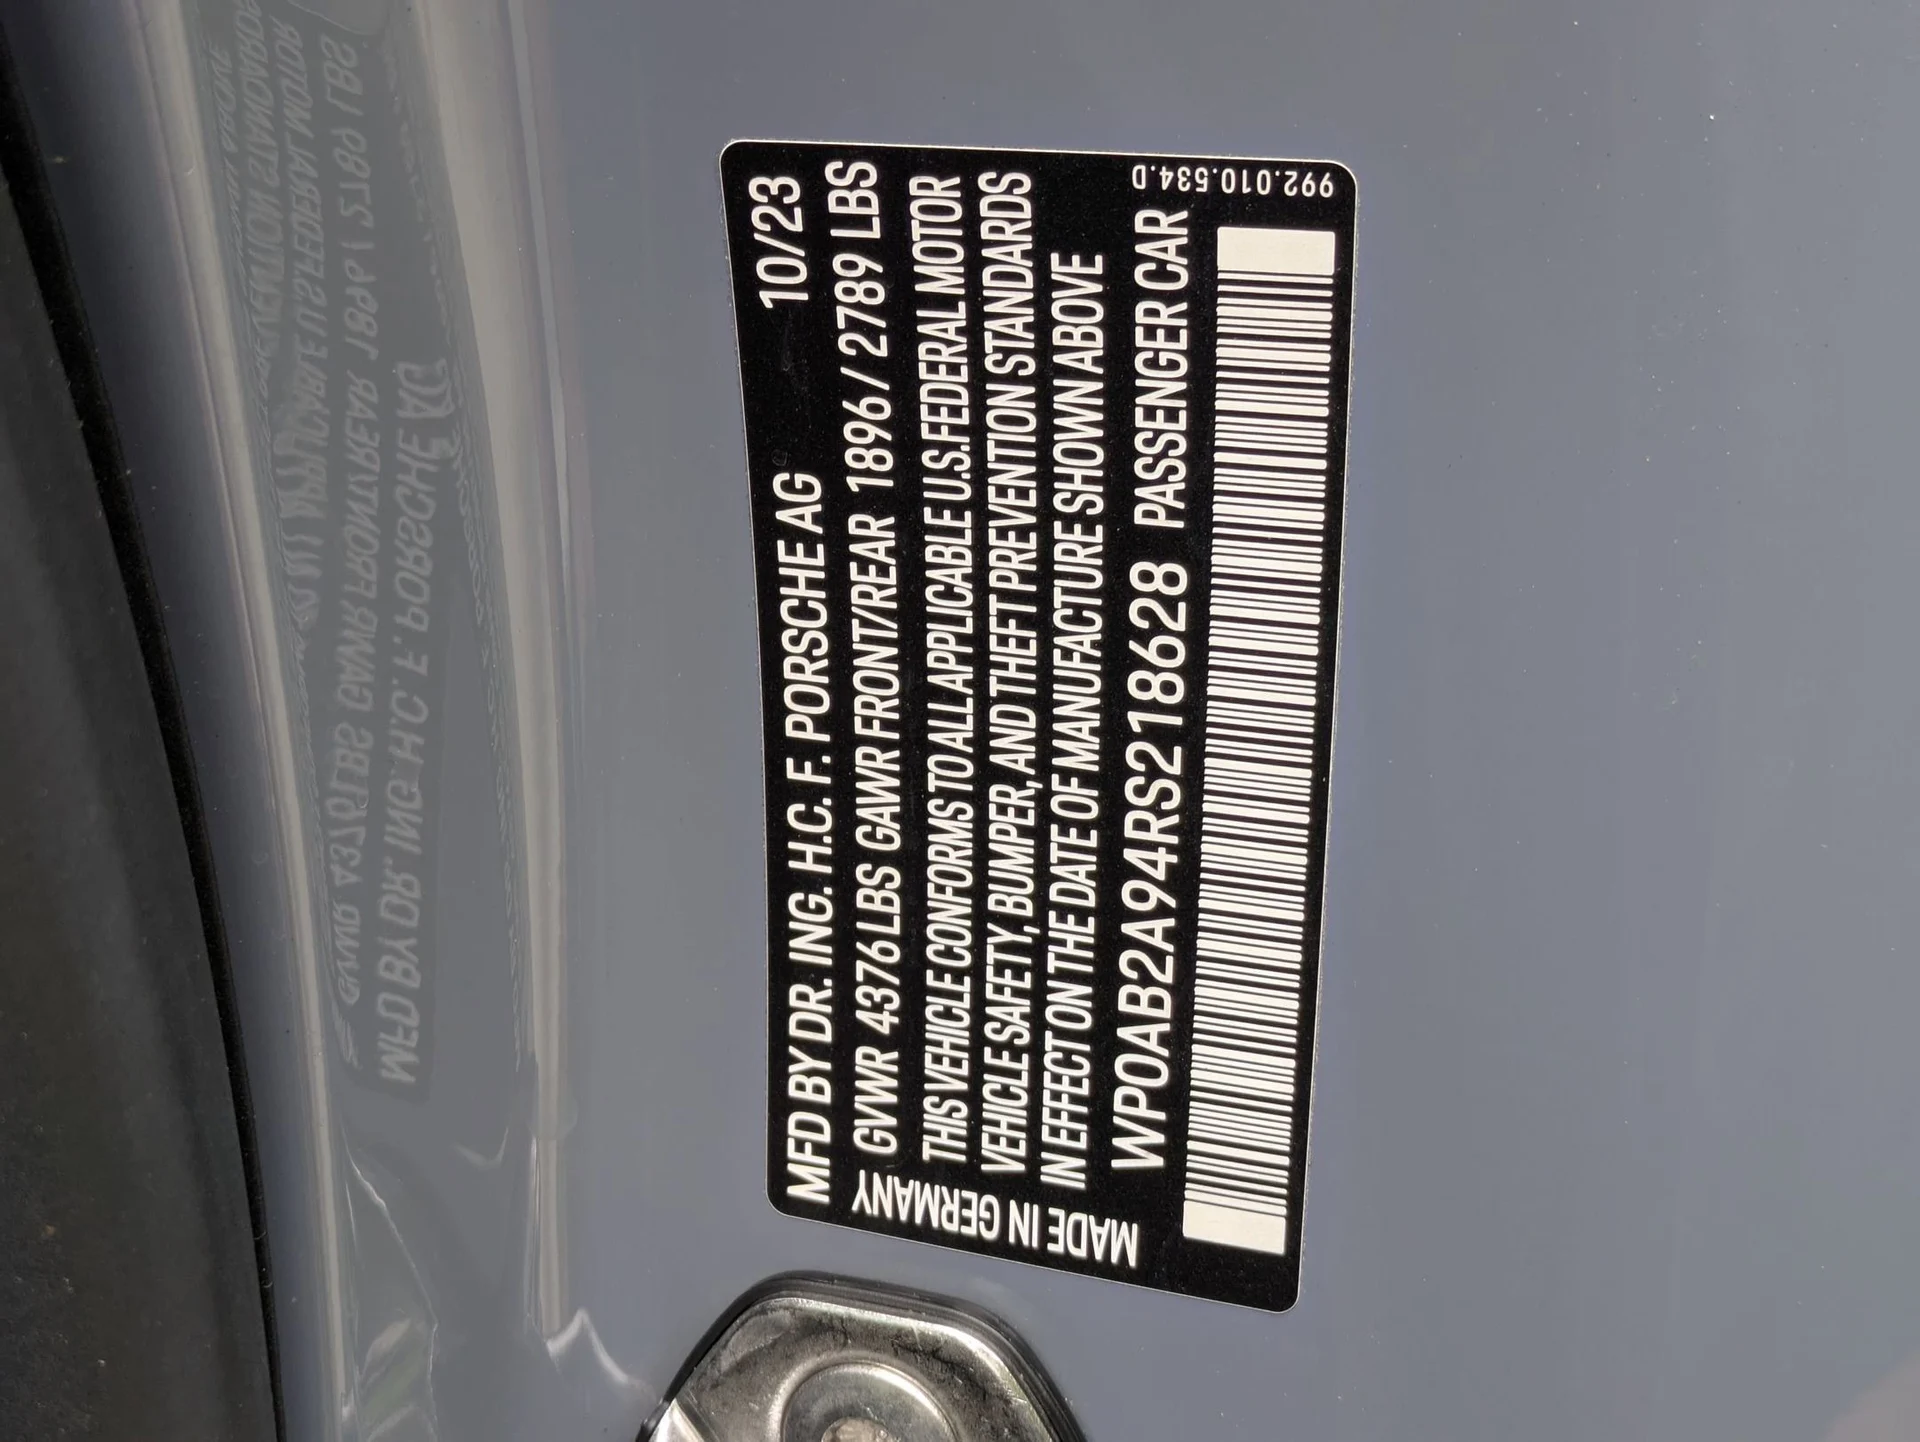 MFD BY DR. ING. H.C. F. PORSCHE AG 10/23
GVWR 4376 LBS GAWR FRONT/REAR 1896 / 2789 LBS
THIS VEHICLE CONFORMS TO ALL APPLICABLE U.S. FEDERAL MOTOR
VEHICLE SAFETY, BUMPER, AND THEFT PREVENTION STANDARDS
IN EFFECT ON THE DATE OF MANUFACTURE SHOWN ABOVE
WP0AB2A94RS218628 PASSENGER CAR
MADE IN GERMANY
992.010.534.D